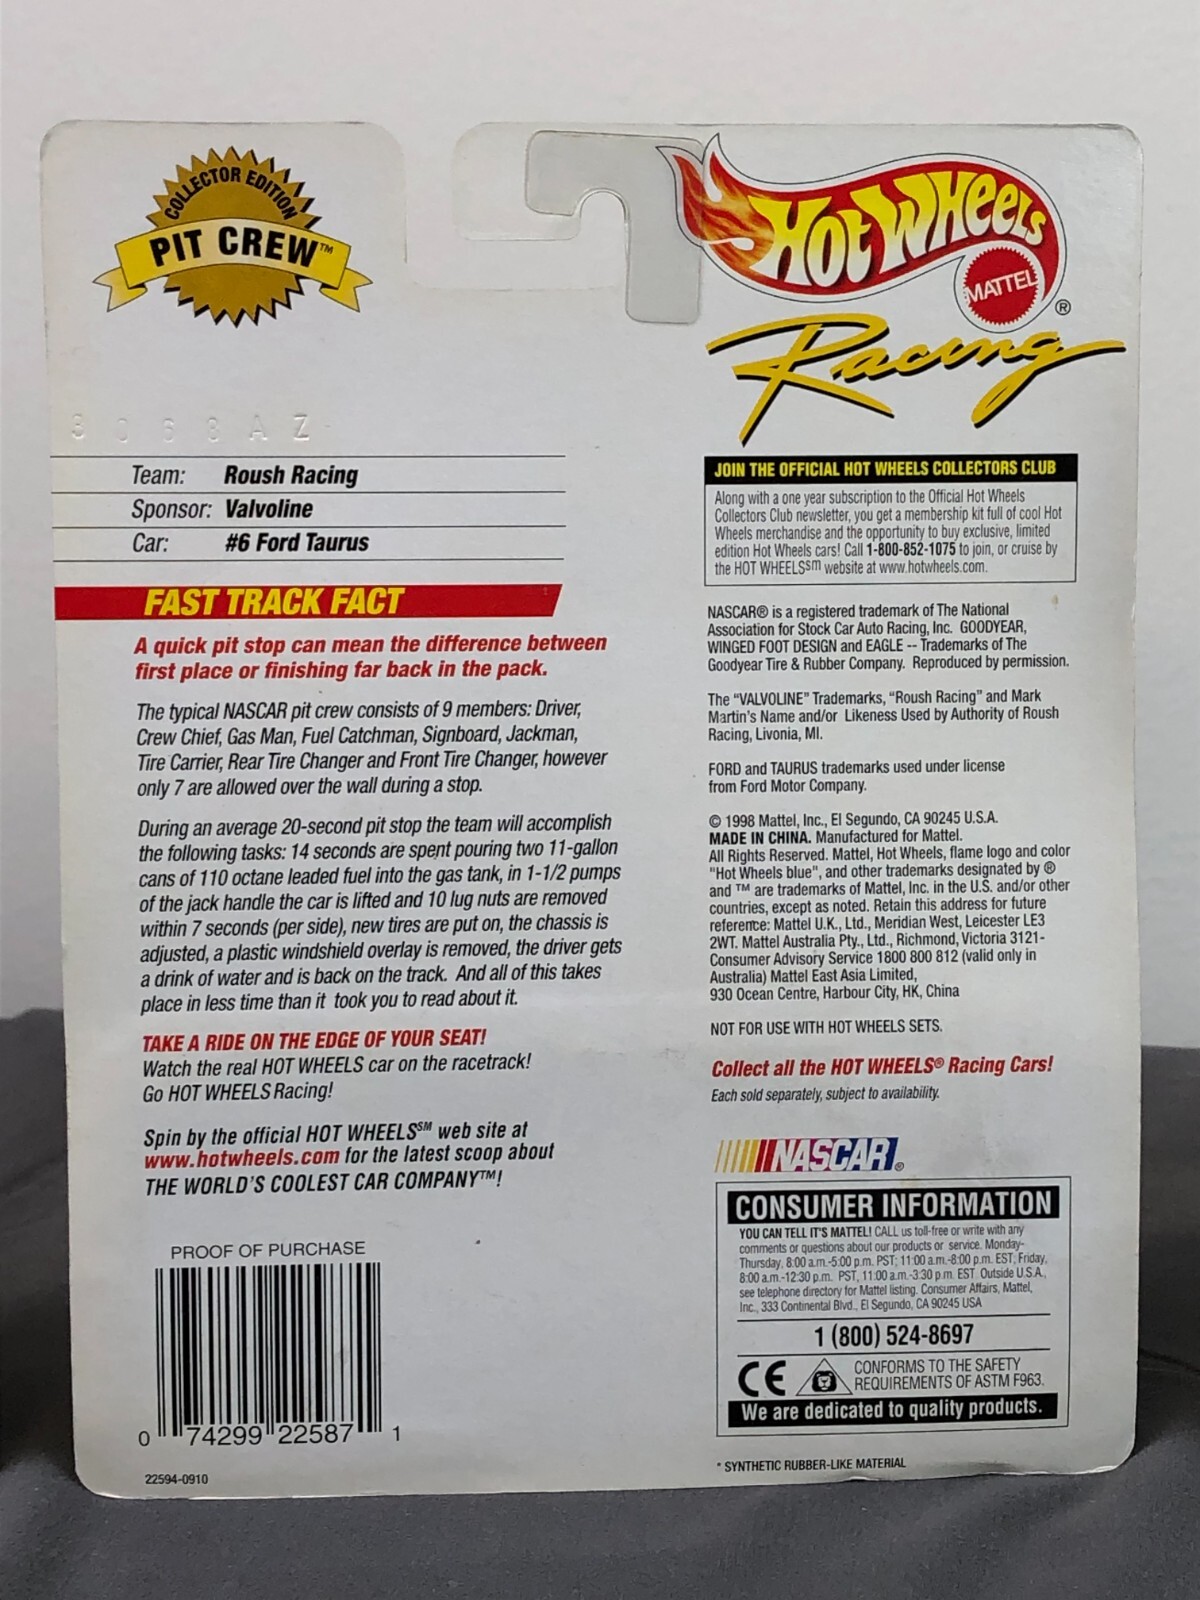 COLLECTOR EDITION
PIT CREW™
HOT WHEELS
MATTEL
®
Racing
Team: Roush Racing
Sponsor: Valvoline
Car: #6 Ford Taurus
FAST TRACK FACT
A quick pit stop can mean the difference between
first place or finishing far back in the pack.
The typical NASCAR pit crew consists of 9 members: Driver,
Crew Chief, Gas Man, Fuel Catchman, Signboard, Jackman,
Tire Carrier, Rear Tire Changer and Front Tire Changer, however
only 7 are allowed over the wall during a stop.
During an average 20-second pit stop the team will accomplish
the following tasks: 14 seconds are spent pouring two 11-gallon
cans of 110 octane leaded fuel into the gas tank, in 1-1/2 pumps
of the jack handle the car is lifted and 10 lug nuts are removed
within 7 seconds (per side), new tires are put on, the chassis is
adjusted, a plastic windshield overlay is removed, the driver gets
a drink of water and is back on the track. And all of this takes
place in less time than it took you to read about it.
TAKE A RIDE ON THE EDGE OF YOUR SEAT!
Watch the real HOT WHEELS car on the racetrack!
Go HOT WHEELS Racing!
Spin by the official HOT WHEELS℠ web site at
www.hotwheels.com for the latest scoop about
THE WORLD'S COOLEST CAR COMPANY™!
PROOF OF PURCHASE
0 74299 22587 1
22594-0910
JOIN THE OFFICIAL HOT WHEELS COLLECTORS CLUB
Along with a one year subscription to the Official Hot Wheels
Collectors Club newsletter, you get a membership kit full of cool Hot
Wheels merchandise and the opportunity to buy exclusive, limited
edition Hot Wheels cars! Call 1-800-852-1075 to join, or cruise by
the HOT WHEELS℠ website at www.hotwheels.com.
NASCAR® is a registered trademark of The National
Association for Stock Car Auto Racing, Inc. GOODYEAR,
WINGED FOOT DESIGN and EAGLE -- Trademarks of The
Goodyear Tire & Rubber Company. Reproduced by permission.
The "VALVOLINE" Trademarks, "Roush Racing" and Mark
Martin's Name and/or Likeness Used by Authority of Roush
Racing, Livonia, MI.
FORD and TAURUS trademarks used under license
from Ford Motor Company.
© 1998 Mattel, Inc., El Segundo, CA 90245 U.S.A.
MADE IN CHINA. Manufactured for Mattel.
All Rights Reserved. Mattel, Hot Wheels, flame logo and color
"Hot Wheels blue", and other trademarks designated by ®
and ™ are trademarks of Mattel, Inc. in the U.S. and/or other
countries, except as noted. Retain this address for future
reference: Mattel U.K., Ltd., Meridian West, Leicester LE3
2WT. Mattel Australia Pty., Ltd., Richmond, Victoria 3121-
Consumer Advisory Service 1800 800 812 (valid only in
Australia) Mattel East Asia Limited,
930 Ocean Centre, Harbour City, HK, China
NOT FOR USE WITH HOT WHEELS SETS.
Collect all the HOT WHEELS® Racing Cars!
Each sold separately, subject to availability.
NASCAR®
CONSUMER INFORMATION
YOU CAN TELL IT'S MATTEL! CALL us toll-free or write with any
comments or questions about our products or service. Monday-
Thursday, 8:00 a.m.-5:00 p.m. PST; 11:00 a.m.-8:00 p.m. EST, Friday,
8:00 a.m.-12:30 p.m. PST, 11:00 a.m.-3:30 p.m. EST. Outside U.S.A.,
see telephone directory for Mattel listing. Consumer Affairs, Mattel,
Inc., 333 Continental Blvd., El Segundo, CA 90245 USA
1 (800) 524-8697
CE
CONFORMS TO THE SAFETY
REQUIREMENTS OF ASTM F963.
We are dedicated to quality products.
* SYNTHETIC RUBBER-LIKE MATERIAL